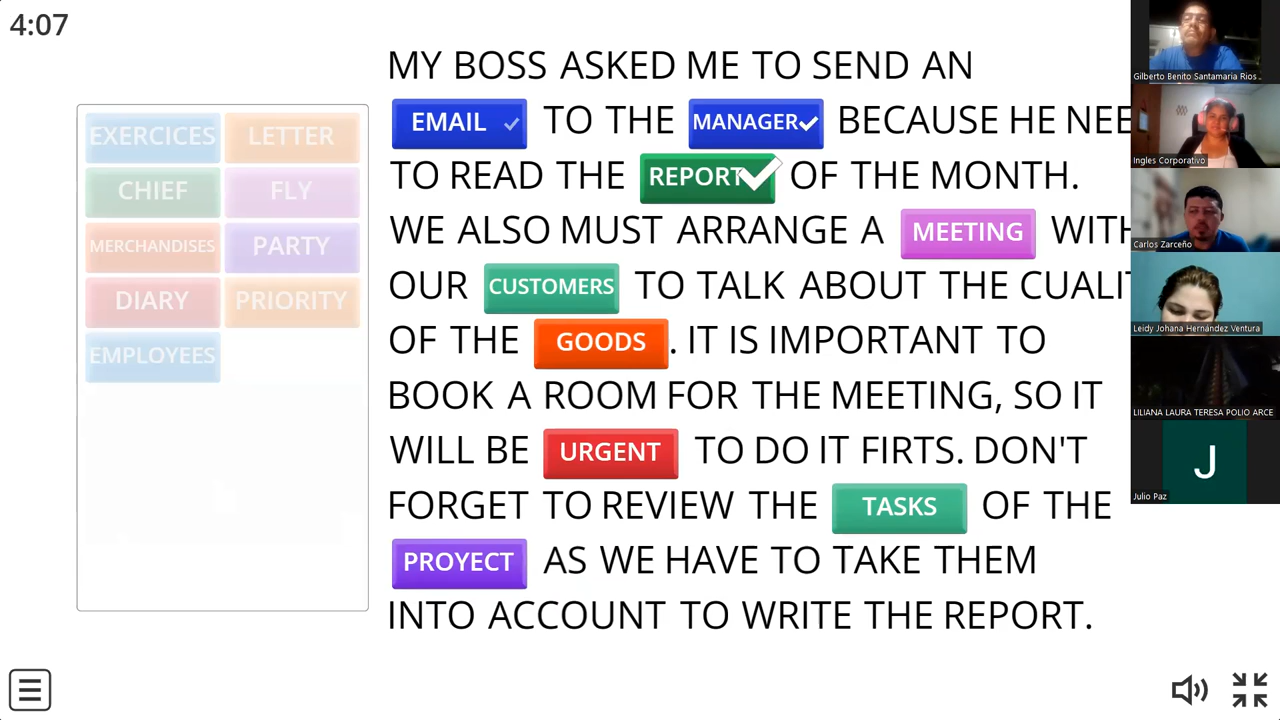 4:07
EXERCICES LETTER
CHIEF FLY
MERCHANDISES PARTY
DIARY PRIORITY
EMPLOYEES
MY BOSS ASKED ME TO SEND AN
EMAIL TO THE MANAGER BECAUSE HE NEE
TO READ THE REPORT OF THE MONTH.
WE ALSO MUST ARRANGE A MEETING WITH
OUR CUSTOMERS TO TALK ABOUT THE CUALIT
OF THE GOODS. IT IS IMPORTANT TO
BOOK A ROOM FOR THE MEETING, SO IT
WILL BE URGENT TO DO IT FIRTS. DON'T
FORGET TO REVIEW THE TASKS OF THE
PROYECT AS WE HAVE TO TAKE THEM
INTO ACCOUNT TO WRITE THE REPORT.
Gilberto Benito Santamaria Rios
Ingles Corporativo
Carlos Zarceño
Leidy Johana Hernández Ventura
LILIANA LAURA TERESA POLIO ARCE
J
Julio Paz